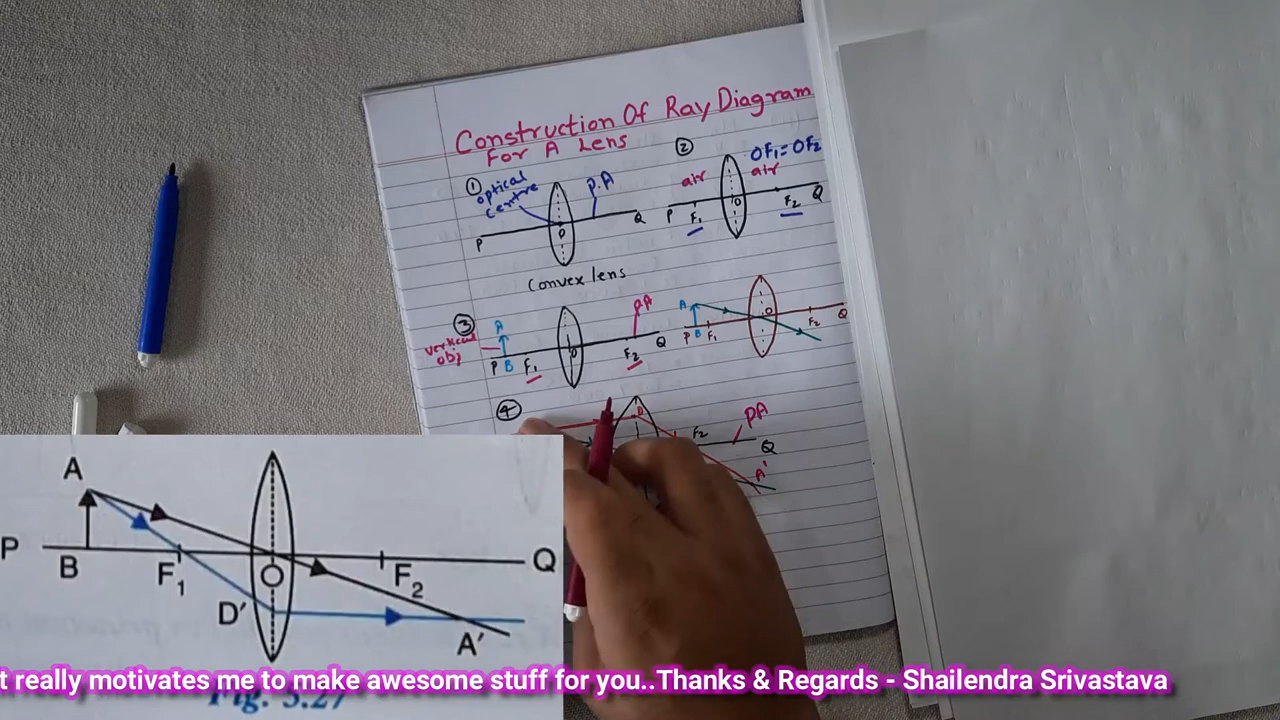 Construction Of Ray Diagram
For A Lens
①
optical
centre
P.A
P
O
Q
Convex lens
②
OF₁ = OF₂
air
air
P
F₁
O
F₂
Q
③
A
vertical
obj
P
B
F₁
O
F₂
Q
P.A
A
P
B
F₁
O
F₂
Q
④
D
F₂
PA
Q
A'
A
P
B
F₁
O
F₂
Q
D′
A′
t really motivates me to make awesome stuff for you..Thanks & Regards - Shailendra Srivastava